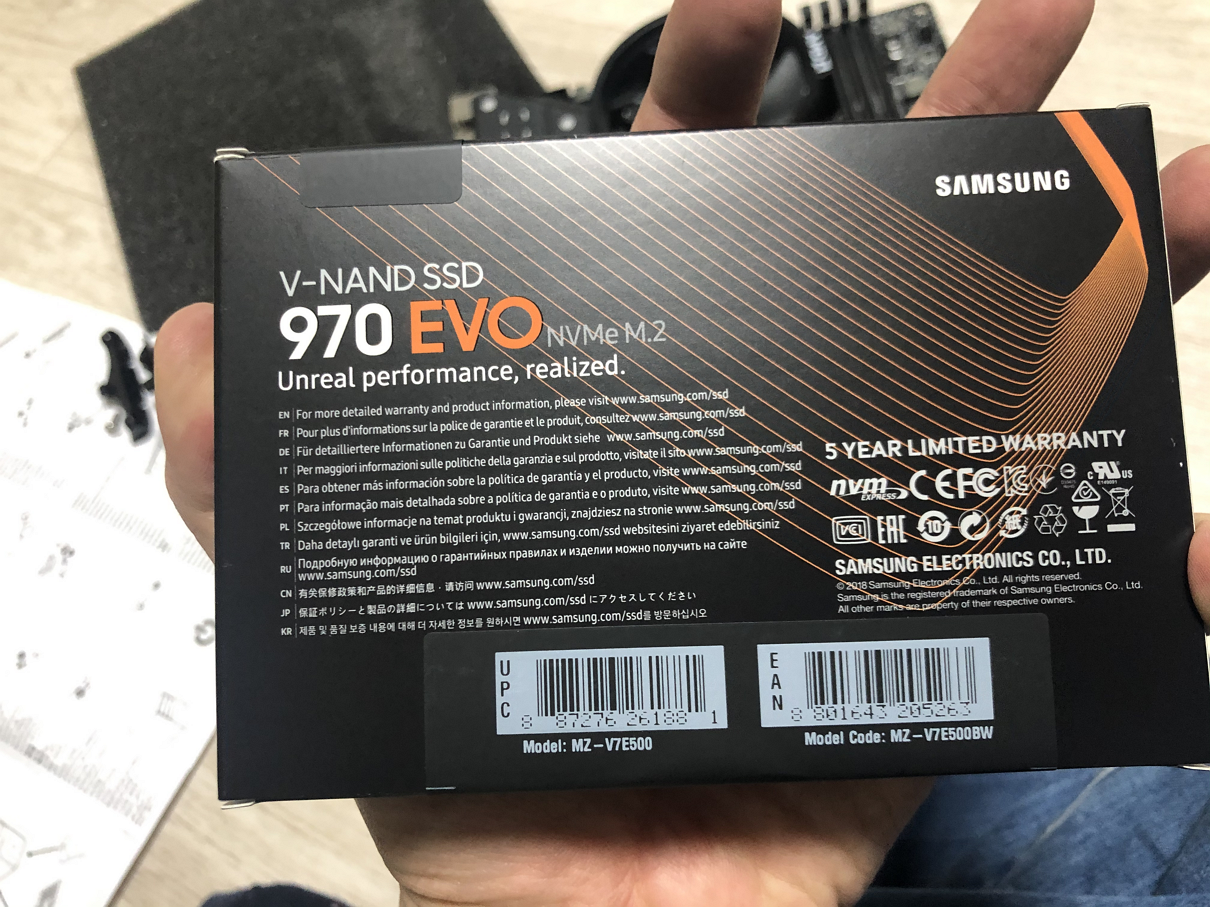 SAMSUNG
V-NAND SSD
970 EVO NVMe M.2
Unreal performance, realized.
EN For more detailed warranty and product information, please visit www.samsung.com/ssd
FR Pour plus d'informations sur la police de garantie et le produit, consultez www.samsung.com/ssd
DE Für detailliertere Informationen zu Garantie und Produkt siehe www.samsung.com/ssd
IT Per maggiori informazioni sulle politiche della garanzia e sul prodotto, visitate il sito www.samsung.com/ssd
ES Para obtener más información sobre la política de garantía y el producto, visite www.samsung.com/ssd
PT Para informação mais detalhada sobre a política de garantia e o produto, visite www.samsung.com/ssd
PL Szczegółowe informacje na temat produktu i gwarancji, znajdziesz na stronie www.samsung.com/ssd
TR Daha detaylı garanti ve ürün bilgileri için, www.samsung.com/ssd websitesini ziyaret edebilirsiniz
RU Подробную информацию о гарантийных правилах и изделии можно получить на сайте
www.samsung.com/ssd
CN 有关保修政策和产品的详细信息，请访问 www.samsung.com/ssd
JP 保証ポリシーと製品の詳細については www.samsung.com/ssd にアクセスしてください
KR 제품 및 품질 보증 내용에 대해 더 자세한 정보를 원하시면 www.samsung.com/ssd를 방문하십시오
5 YEAR LIMITED WARRANTY
nvm EXPRESS CE FC RU US
VCI EAC 10 紙
SAMSUNG ELECTRONICS CO., LTD.
© 2018 Samsung Electronics Co., Ltd. All rights reserved.
Samsung is the registered trademark of Samsung Electronics Co., Ltd.
All other marks are property of their respective owners.
UPC
8 87276 26188 1
Model: MZ-V7E500
EAN
8 801643 205263
Model Code: MZ-V7E500BW